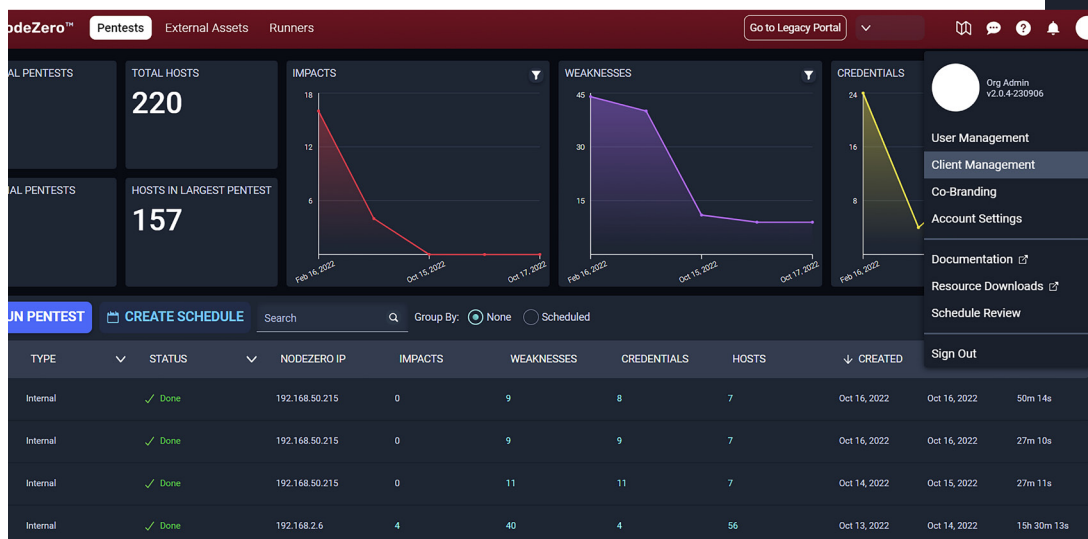 odeZero™ Pentests External Assets Runners Go to Legacy Portal
AL PENTESTS
TOTAL HOSTS
220
IMPACTS
18
12
6
Feb 16, 2022
Oct 15, 2022
Oct 17, 2022
WEAKNESSES
45
30
15
Feb 16, 2022
Oct 15, 2022
Oct 17, 2022
CREDENTIALS
24
16
8
Feb 16, 2022
AL PENTESTS
HOSTS IN LARGEST PENTEST
157
Org Admin
v2.0.4-230906
User Management
Client Management
Co-Branding
Account Settings
Documentation
Resource Downloads
Schedule Review
Sign Out
UN PENTEST CREATE SCHEDULE Search Group By: None Scheduled
TYPE STATUS NODEZERO IP IMPACTS WEAKNESSES CREDENTIALS HOSTS CREATED
Internal Done 192.168.50.215 0 9 8 7 Oct 16, 2022 Oct 16, 2022 50m 14s
Internal Done 192.168.50.215 0 9 9 7 Oct 16, 2022 Oct 16, 2022 27m 10s
Internal Done 192.168.50.215 0 11 11 7 Oct 14, 2022 Oct 15, 2022 27m 11s
Internal Done 192.168.2.6 4 40 4 56 Oct 13, 2022 Oct 14, 2022 15h 30m 13s